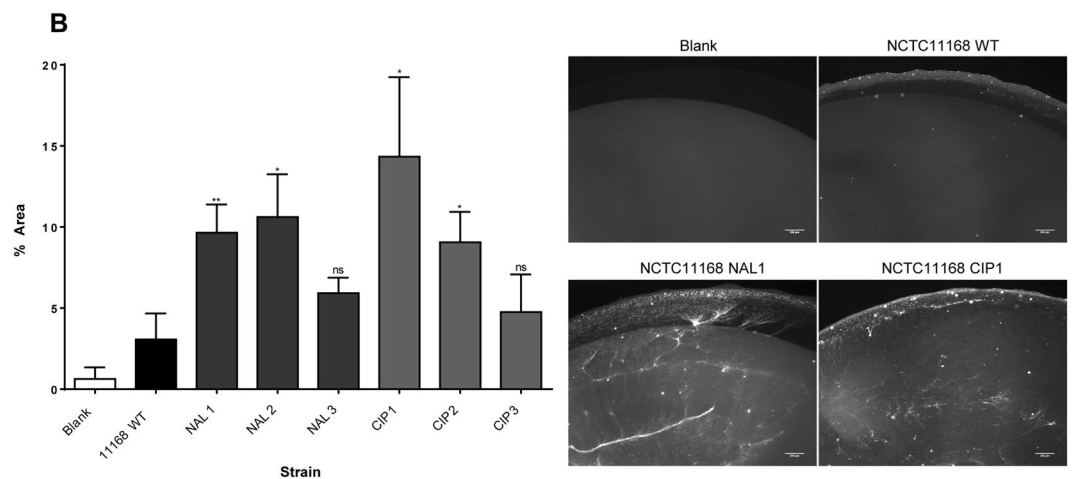 B
20
15
10
5
0
% Area
*
**
*
ns
*
*
ns
Blank
11168 WT
NAL 1
NAL 2
NAL 3
CIP1
CIP2
CIP3
Strain
Blank
NCTC11168 WT
NCTC11168 NAL1
NCTC11168 CIP1